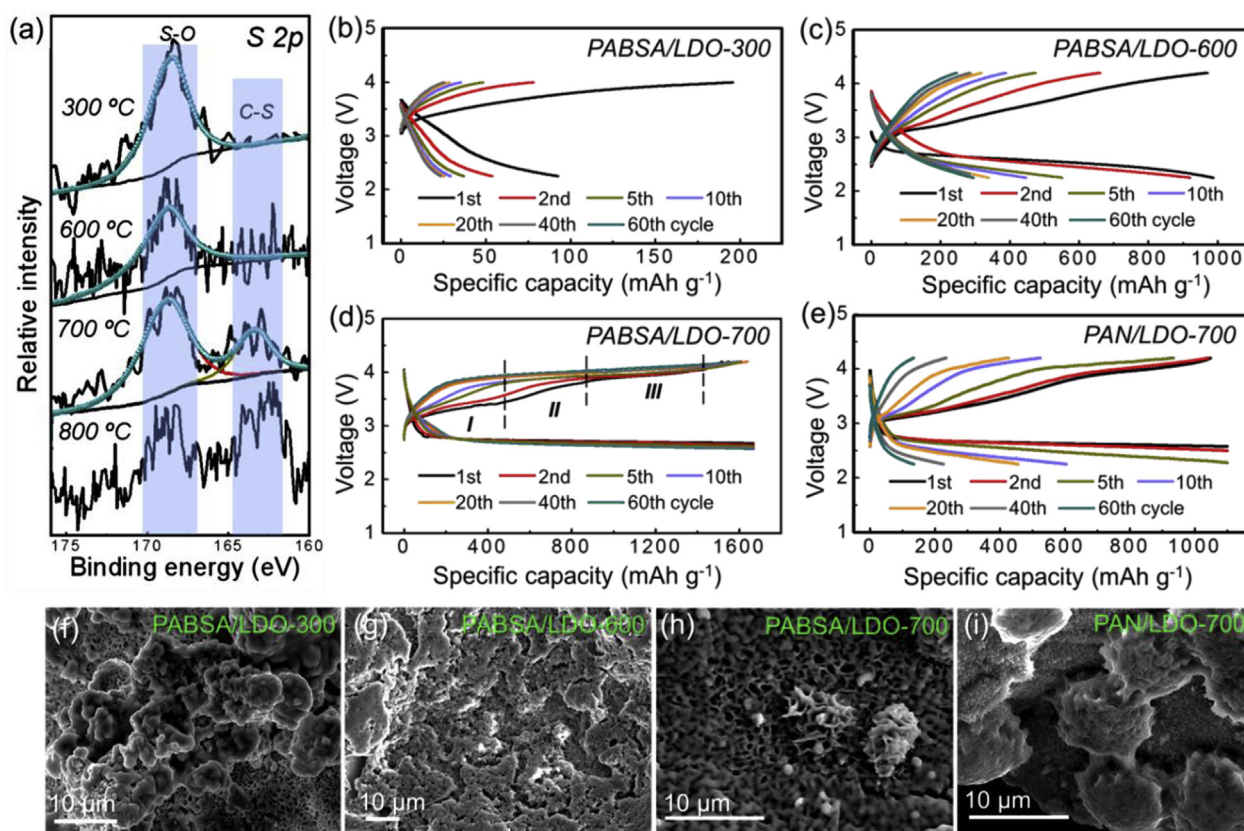 (a)
S-O
S 2p
C-S
300 ºC
600 ºC
700 ºC
800 ºC
Relative intensity
175 170 165 160
Binding energy (eV)
(b)
PABSA/LDO-300
5
4
3
2
1
Voltage (V)
1st 2nd 5th 10th
20th 40th 60th cycle
0 50 100 150 200
Specific capacity (mAh g-1)
(c)
PABSA/LDO-600
5
4
3
2
1
Voltage (V)
1st 2nd 5th 10th
20th 40th 60th cycle
0 200 400 600 800 1000
Specific capacity (mAh g-1)
(d)
PABSA/LDO-700
5
4
3
2
1
Voltage (V)
I II III
1st 2nd 5th 10th
20th 40th 60th cycle
0 400 800 1200 1600
Specific capacity (mAh g-1)
(e)
PAN/LDO-700
5
4
3
2
1
Voltage (V)
1st 2nd 5th 10th
20th 40th 60th cycle
0 200 400 600 800 1000
Specific capacity (mAh g-1)
(f) PABSA/LDO-300
10 µm
(g) PABSA/LDO-600
10 µm
(h) PABSA/LDO-700
10 µm
(i) PAN/LDO-700
10 µm